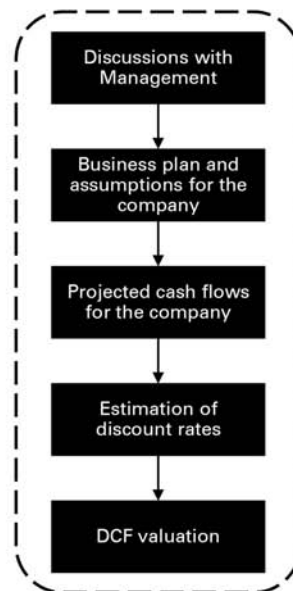 Discussions with
Management
Business plan and
assumptions for the
company
Projected cash flows
for the company
Estimation of
discount rates
DCF valuation